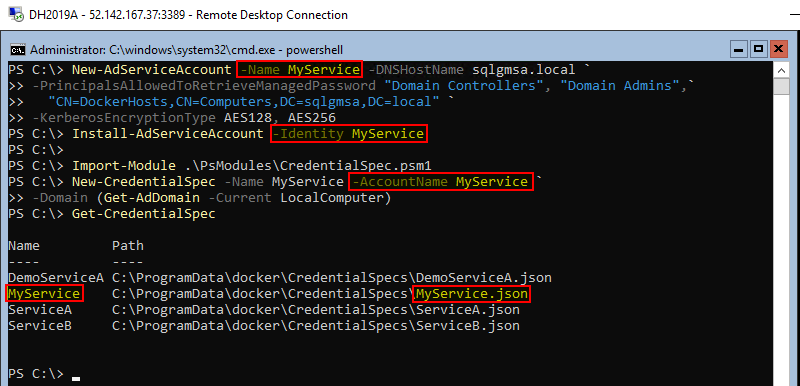 DH2019A - 52.142.167.37:3389 - Remote Desktop Connection
Administrator: C:\windows\system32\cmd.exe - powershell
PS C:\> New-AdServiceAccount -Name MyService -DNSHostName sqlgmsa.local `
>> -PrincipalsAllowedToRetrieveManagedPassword "Domain Controllers", "Domain Admins",`
>>   "CN=DockerHosts,CN=Computers,DC=sqlgmsa,DC=local" `
>> -KerberosEncryptionType AES128, AES256
PS C:\> Install-AdServiceAccount -Identity MyService
PS C:\>
PS C:\> Import-Module .\PsModules\CredentialSpec.psm1
PS C:\> New-CredentialSpec -Name MyService -AccountName MyService `
>> -Domain (Get-AdDomain -Current LocalComputer)
PS C:\> Get-CredentialSpec
Name         Path
----         ----
DemoServiceA C:\ProgramData\docker\CredentialSpecs\DemoServiceA.json
MyService    C:\ProgramData\docker\CredentialSpecs\MyService.json
ServiceA     C:\ProgramData\docker\CredentialSpecs\ServiceA.json
ServiceB     C:\ProgramData\docker\CredentialSpecs\ServiceB.json
PS C:\> _